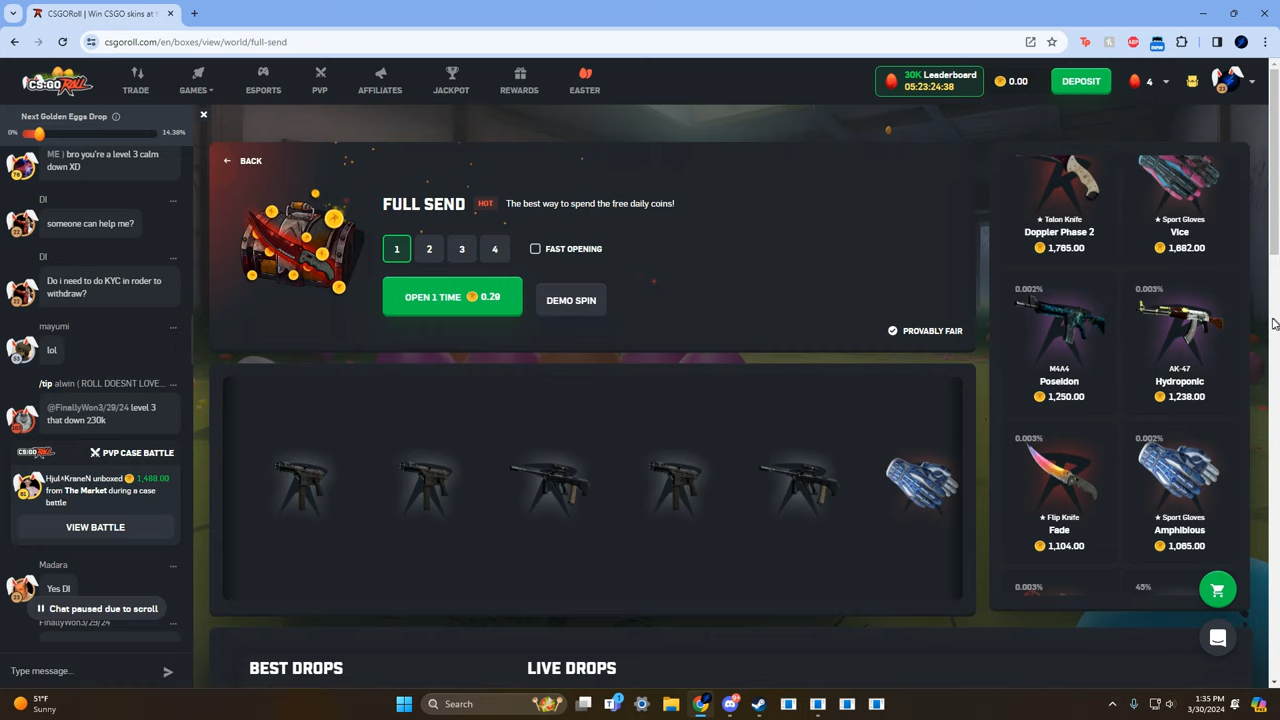 CSGORoll | Win CSGO skins at t
csgoroll.com/en/boxes/view/world/full-send
CS:GO ROLL
TRADE
GAMES
ESPORTS
PVP
AFFILIATES
JACKPOT
REWARDS
EASTER
30K Leaderboard
05:23:24:38
0.00
DEPOSIT
4
23
Next Golden Eggs Drop
0%
14.38%
ME ) bro you're a level 3 calm
down XD
DI
someone can help me?
DI
Do i need to do KYC in roder to
withdraw?
mayumi
lol
/tip alwin ( ROLL DOESNT LOVE...
@FinallyWon3/29/24 level 3
that down 230k
CS:GO ROLL
PVP CASE BATTLE
HjuL^KraneN unboxed 1,488.00
from The Market during a case
battle
VIEW BATTLE
Madara
Yes DI
Chat paused due to scroll
FinallyWon3/29/24
Type message...
BACK
FULL SEND
HOT
The best way to spend the free daily coins!
1
2
3
4
FAST OPENING
OPEN 1 TIME 0.29
DEMO SPIN
PROVABLY FAIR
BEST DROPS
LIVE DROPS
★ Talon Knife
Doppler Phase 2
1,765.00
★ Sport Gloves
Vice
1,682.00
0.002%
M4A4
Poseidon
1,250.00
0.003%
AK-47
Hydroponic
1,238.00
0.003%
★ Flip Knife
Fade
1,104.00
0.002%
★ Sport Gloves
Amphibious
1,065.00
0.003%
45%
51°F
Sunny
Search
1:35 PM
3/30/2024